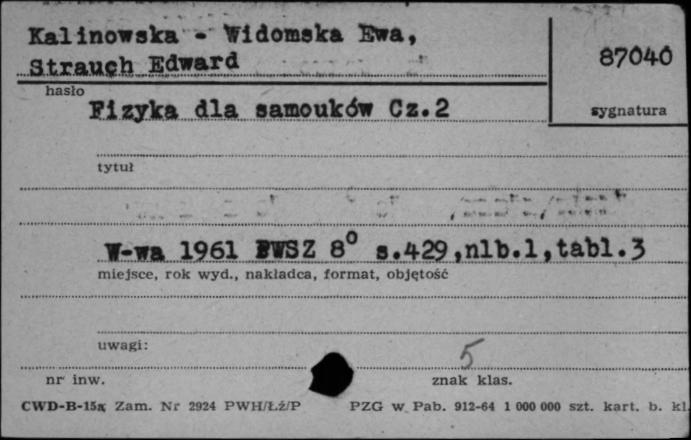 Kalinowska - Widomska Ewa,
Strauch Edward
87040
hasło
sygnatura
Fizyka dla samouków Cz.2
tytuł
W-wa 1961 PWSZ 8° s.429,nlb.1,tabl.3
miejsce, rok wyd., nakładca, format, objętość
uwagi:
5
nr inw.
znak klas.
CWD-B-15a Zam. Nr 2924 PWH/Łź/P PZG w Pab. 912-64 1 000 000 szt. kart. b. kl